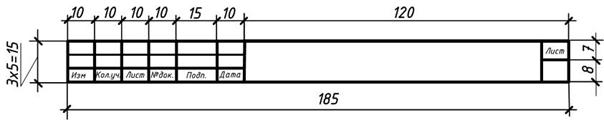 10 10 10 10 15 10 120
3x5=15
Лист 7
Изм Кол.уч. Лист №док. Подп. Дата 8
185